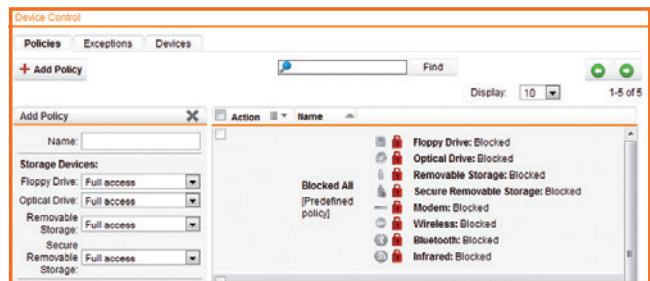 Device Control
Policies Exceptions Devices
Add Policy Find
Display: 10 1-5 of 5
Add Policy
Name:
Storage Devices:
Floppy Drive: Full access
Optical Drive: Full access
Removable Storage: Full access
Secure Removable Storage: Full access
Action Name
Blocked All
[Predefined policy]
Floppy Drive: Blocked
Optical Drive: Blocked
Removable Storage: Blocked
Secure Removable Storage: Blocked
Modem: Blocked
Wireless: Blocked
Bluetooth: Blocked
Infrared: Blocked